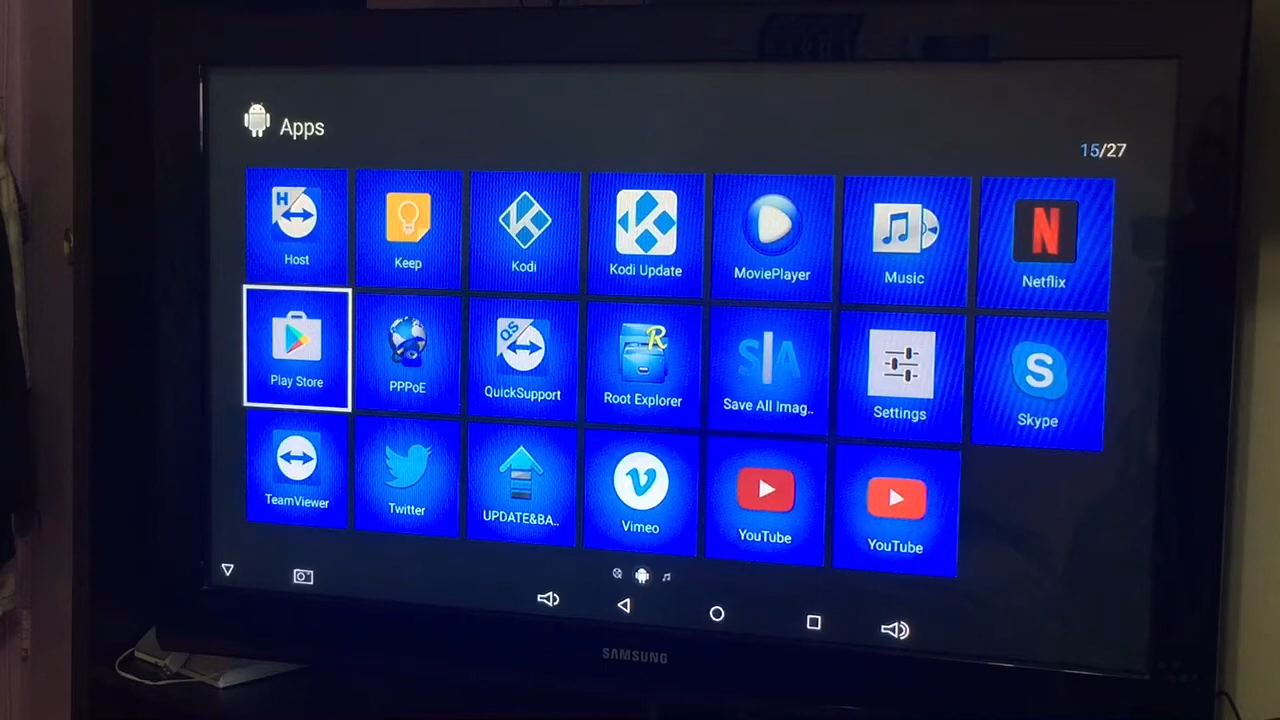 Apps
15/27
H
Host
Keep
Kodi
Kodi Update
MoviePlayer
Music
N
Netflix
Play Store
PPPoE
QS
QuickSupport
R
Root Explorer
S|A
Save All Imag..
Settings
S
Skype
TeamViewer
Twitter
UPDATE&BA..
V
Vimeo
YouTube
YouTube
SAMSUNG